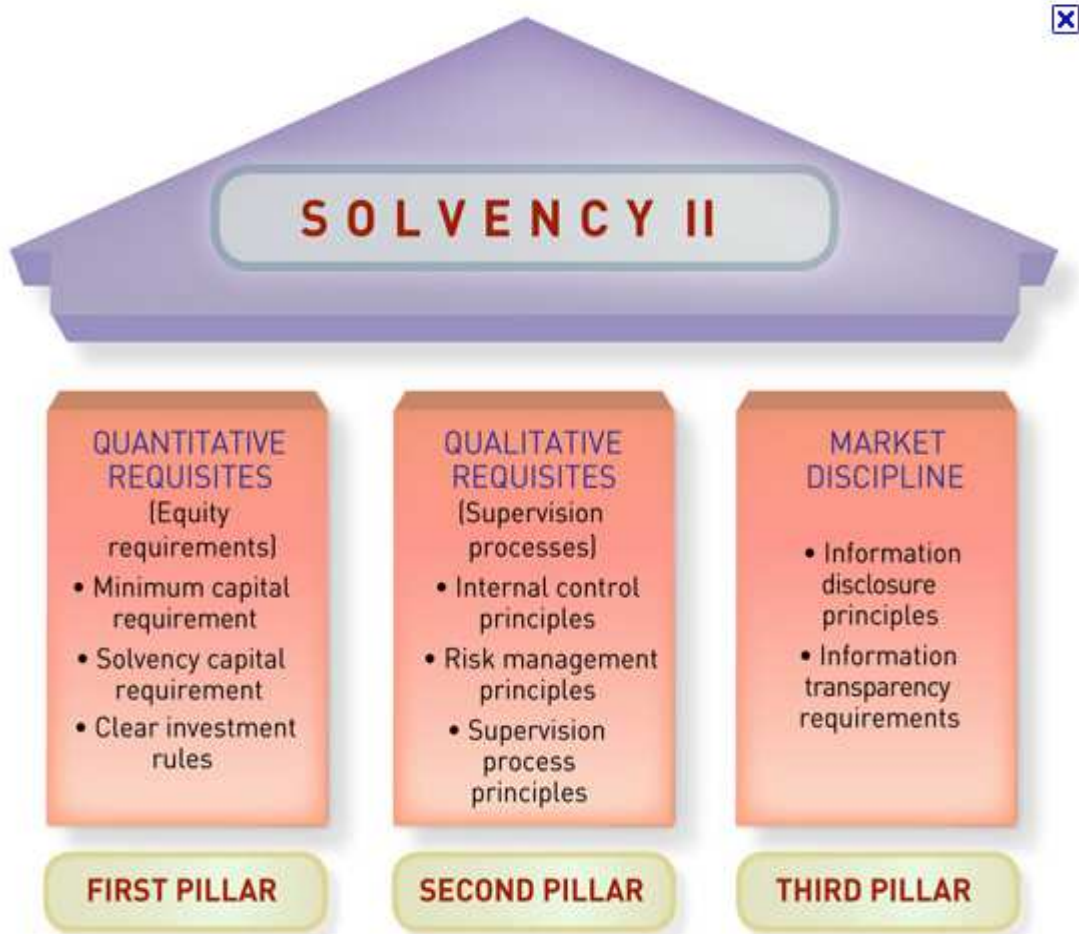 SOLVENCY II
QUANTITATIVE
REQUISITES
(Equity
requirements)
• Minimum capital
requirement
• Solvency capital
requirement
• Clear investment
rules
QUALITATIVE
REQUISITES
(Supervision
processes)
• Internal control
principles
• Risk management
principles
• Supervision
process
principles
MARKET
DISCIPLINE
• Information
disclosure
principles
• Information
transparency
requirements
FIRST PILLAR
SECOND PILLAR
THIRD PILLAR